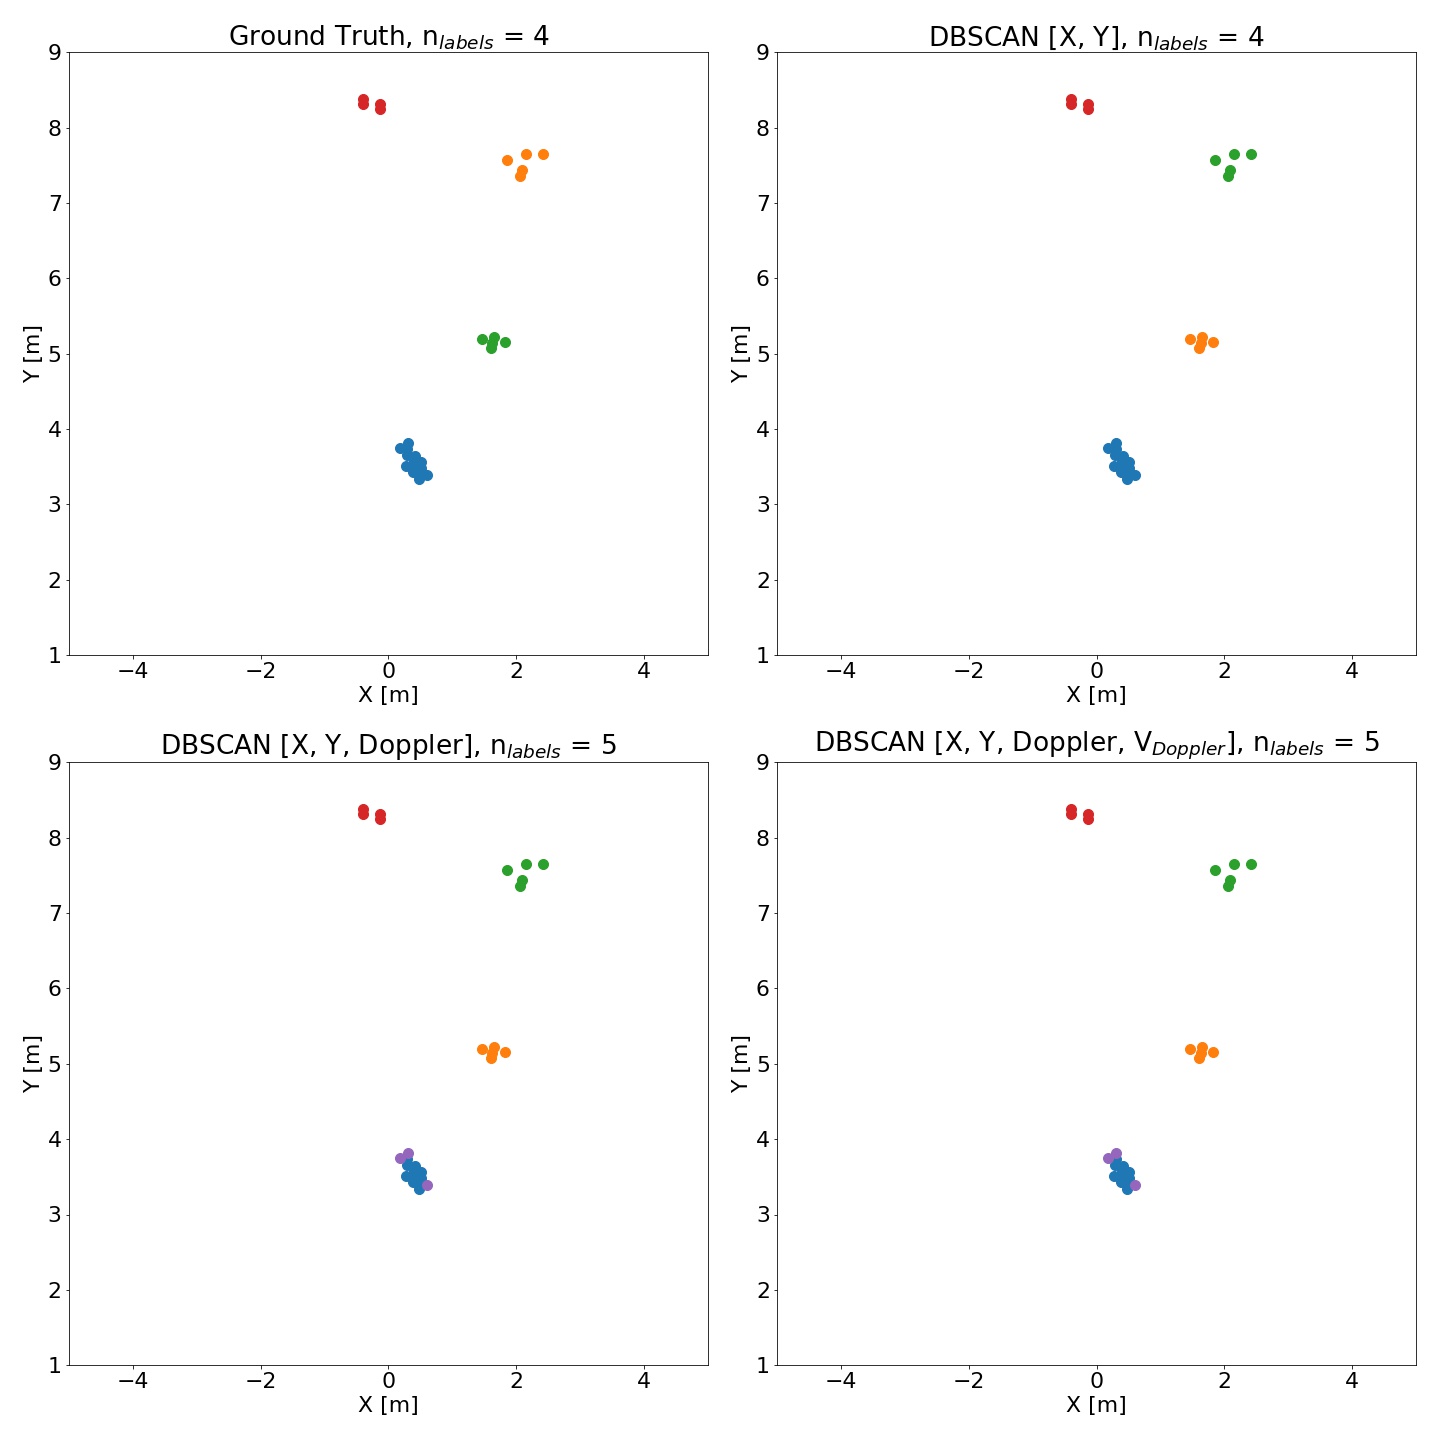 Ground Truth, n_labels = 4
9
8
7
6
5
4
3
2
1
Y [m]
−4 −2 0 2 4
X [m]
DBSCAN [X, Y], n_labels = 4
9
8
7
6
5
4
3
2
1
Y [m]
−4 −2 0 2 4
X [m]
DBSCAN [X, Y, Doppler], n_labels = 5
9
8
7
6
5
4
3
2
1
Y [m]
−4 −2 0 2 4
X [m]
DBSCAN [X, Y, Doppler, V_Doppler], n_labels = 5
9
8
7
6
5
4
3
2
1
Y [m]
−4 −2 0 2 4
X [m]